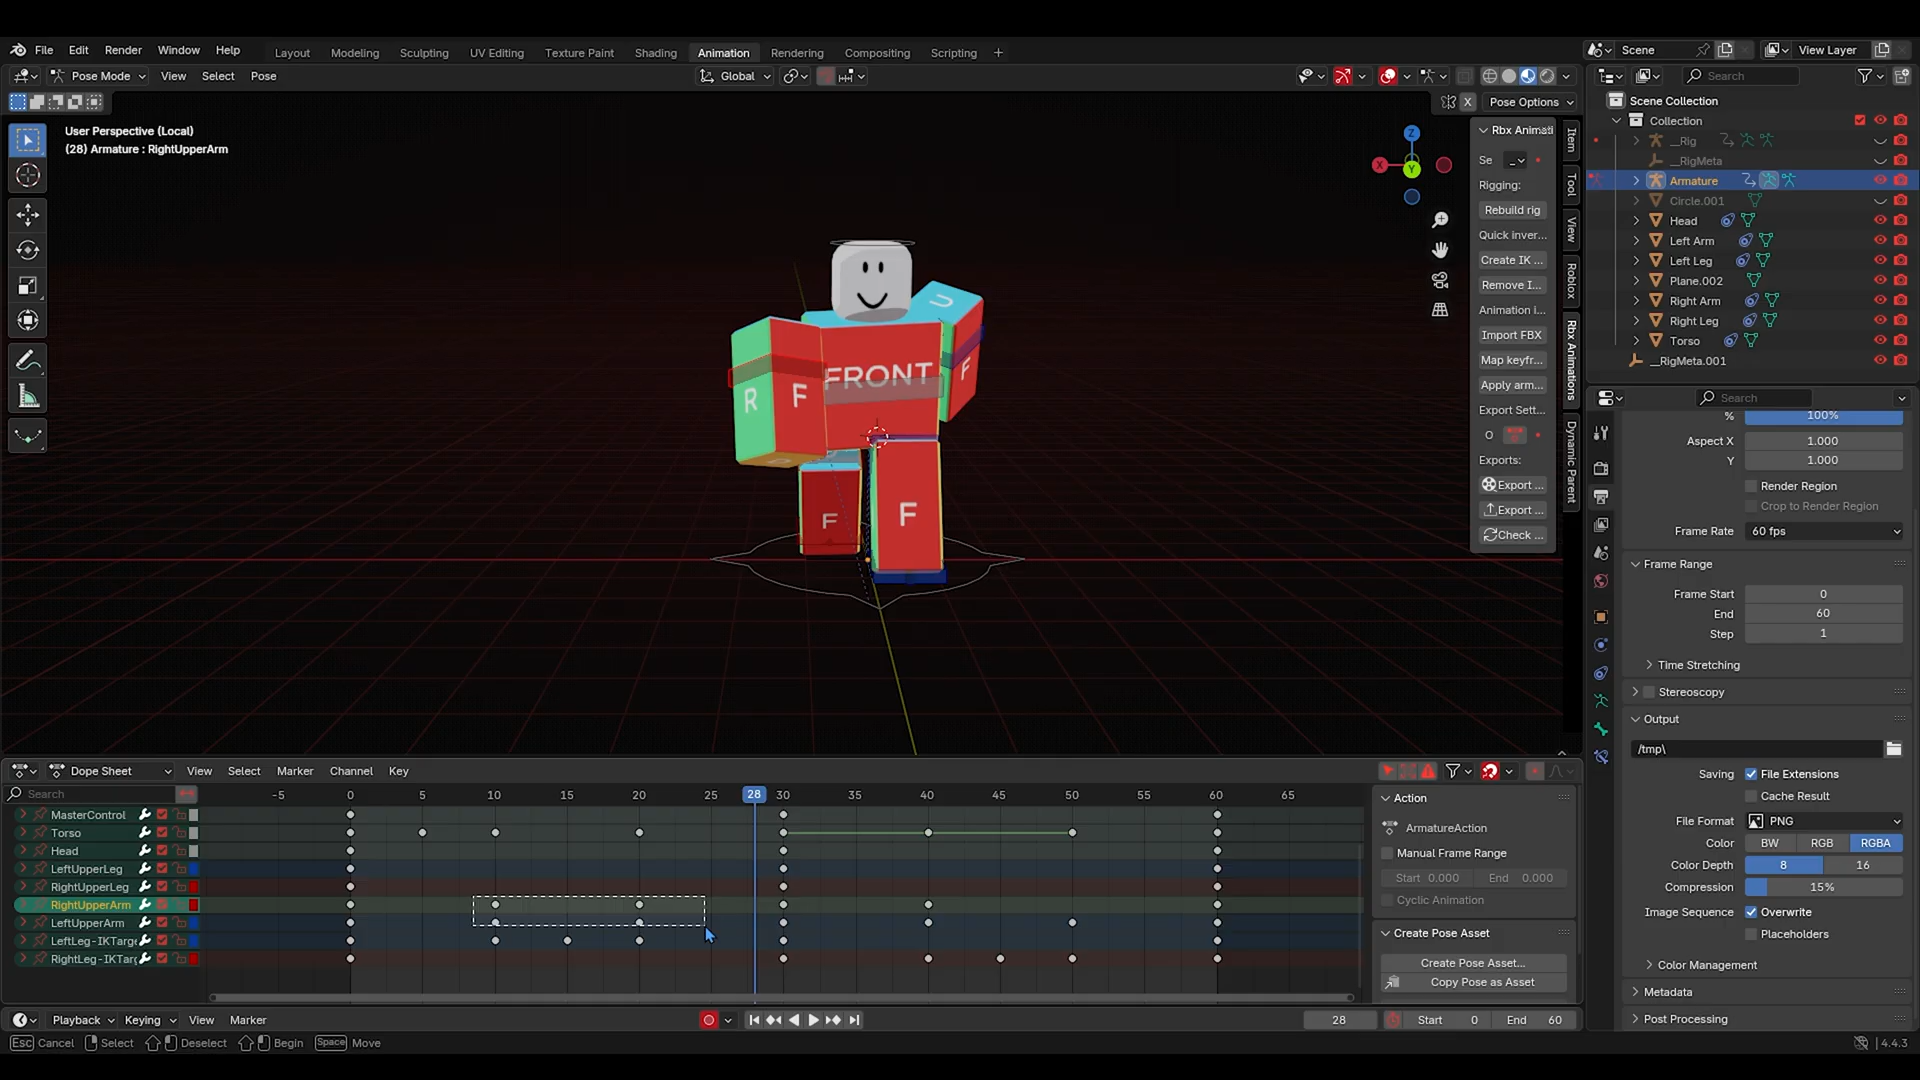 File Edit Render Window Help Layout Modeling Sculpting UV Editing Texture Paint Shading Animation Rendering Compositing Scripting + Scene View Layer
Pose Mode View Select Pose Global Search
X Pose Options
User Perspective (Local)
(28) Armature : RightUpperArm
Z
X
Y
Rbx Animati
Se
Rigging:
Rebuild rig
Quick inver...
Create IK ...
Remove I...
Animation i...
Import FBX
Map keyfr...
Apply arm...
Export Sett...
O
Exports:
Export ...
Export ...
Check ...
Item
Tool
View
Roblox
Rbx Animations
Dynamic Parent
U
FRONT
R
F
F
F
F
Scene Collection
Collection
__Rig
__RigMeta
Armature
Circle.001
Head
Left Arm
Left Leg
Plane.002
Right Arm
Right Leg
Torso
__RigMeta.001
Search
% 100%
Aspect X 1.000
Y 1.000
Render Region
Crop to Render Region
Frame Rate 60 fps
Frame Range
Frame Start 0
End 60
Step 1
Time Stretching
Stereoscopy
Output
/tmp\
Saving File Extensions
Cache Result
File Format PNG
Color BW RGB RGBA
Color Depth 8 16
Compression 15%
Image Sequence Overwrite
Placeholders
Color Management
Metadata
Post Processing
Dope Sheet View Select Marker Channel Key
Search -5 0 5 10 15 20 25 28 30 35 40 45 50 60 65
MasterControl
Torso
Head
LeftUpperLeg
RightUpperLeg
RightUpperArm
LeftUpperArm
LeftLeg-IKTarge
RightLeg-IKTarg
Action
ArmatureAction
Manual Frame Range
Start 0.000 End 0.000
Cyclic Animation
Create Pose Asset
Create Pose Asset...
Copy Pose as Asset
Playback Keying View Marker 28 Start 0 End 60
Esc Cancel Select Deselect Begin Space Move 4.4.3